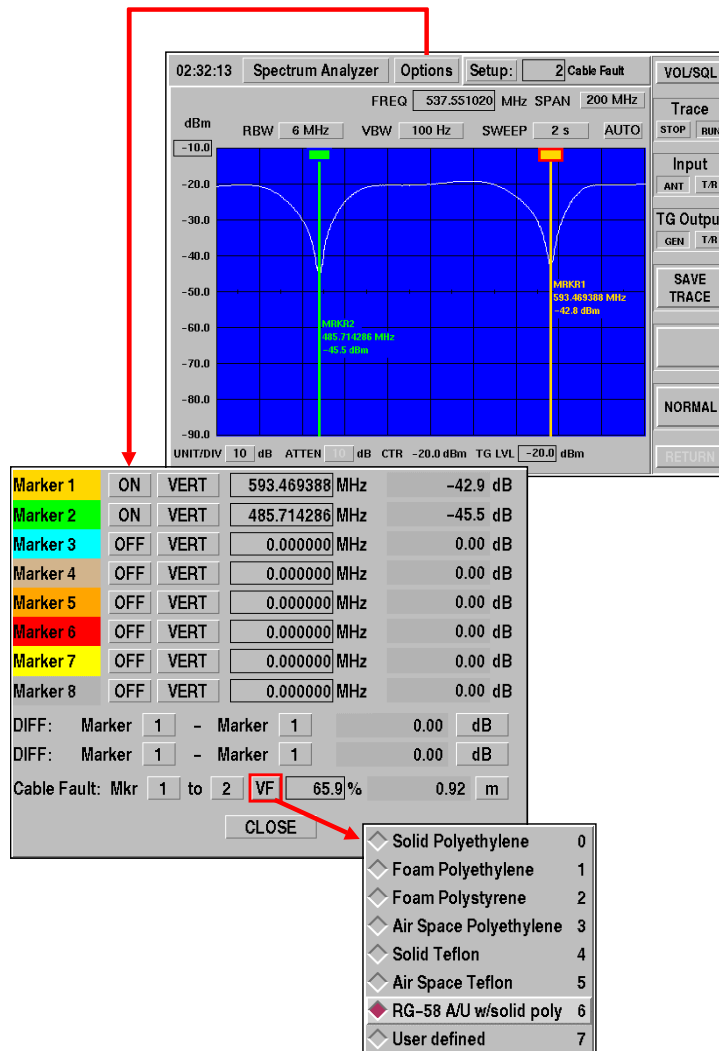 02:32:13 Spectrum Analyzer Options Setup: 2 Cable Fault VOL/SQL
FREQ 537.551020 MHz SPAN 200 MHz
dBm RBW 6 MHz VBW 100 Hz SWEEP 2 s AUTO
Trace
STOP RUN
Input
ANT T/R
TG Outpu
GEN T/R
SAVE
TRACE
NORMAL
RETURN
-10.0
-20.0
-30.0
-40.0
-50.0
-60.0
-70.0
-80.0
-90.0
MRKR1
593.469388 MHz
-42.8 dBm
MRKR2
485.714286 MHz
-45.5 dBm
UNIT/DIV 10 dB ATTEN 10 dB CTR -20.0 dBm TG LVL -20.0 dBm
Marker 1 ON VERT 593.469388 MHz -42.9 dB
Marker 2 ON VERT 485.714286 MHz -45.5 dB
Marker 3 OFF VERT 0.000000 MHz 0.00 dB
Marker 4 OFF VERT 0.000000 MHz 0.00 dB
Marker 5 OFF VERT 0.000000 MHz 0.00 dB
Marker 6 OFF VERT 0.000000 MHz 0.00 dB
Marker 7 OFF VERT 0.000000 MHz 0.00 dB
Marker 8 OFF VERT 0.000000 MHz 0.00 dB
DIFF: Marker 1 - Marker 1 0.00 dB
DIFF: Marker 1 - Marker 1 0.00 dB
Cable Fault: Mkr 1 to 2 VF 65.9 % 0.92 m
CLOSE
Solid Polyethylene 0
Foam Polyethylene 1
Foam Polystyrene 2
Air Space Polyethylene 3
Solid Teflon 4
Air Space Teflon 5
RG-58 A/U w/solid poly 6
User defined 7